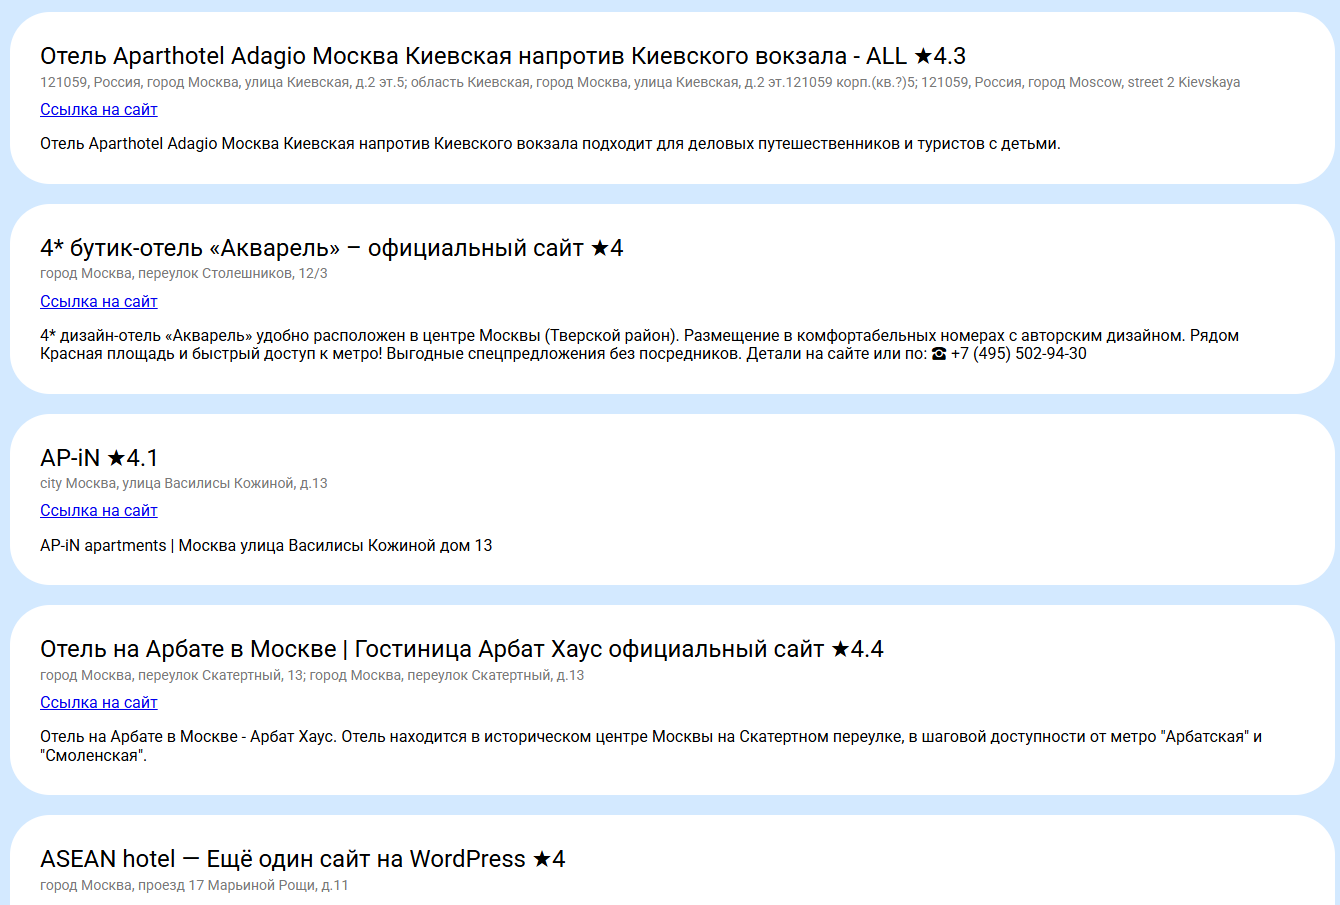 Отель Aparthotel Adagio Москва Киевская напротив Киевского вокзала - ALL ★4.3
121059, Россия, город Москва, улица Киевская, д.2 эт.5; область Киевская, город Москва, улица Киевская, д.2 эт.121059 корп.(кв.?)5; 121059, Россия, город Moscow, street 2 Kievskaya
Ссылка на сайт
Отель Aparthotel Adagio Москва Киевская напротив Киевского вокзала подходит для деловых путешественников и туристов с детьми.
4* бутик-отель «Акварель» – официальный сайт ★4
город Москва, переулок Столешников, 12/3
Ссылка на сайт
4* дизайн-отель «Акварель» удобно расположен в центре Москвы (Тверской район). Размещение в комфортабельных номерах с авторским дизайном. Рядом
Красная площадь и быстрый доступ к метро! Выгодные спецпредложения без посредников. Детали на сайте или по: ☎ +7 (495) 502-94-30
AP-iN ★4.1
city Москва, улица Василисы Кожиной, д.13
Ссылка на сайт
AP-iN apartments | Москва улица Василисы Кожиной дом 13
Отель на Арбате в Москве | Гостиница Арбат Хаус официальный сайт ★4.4
город Москва, переулок Скатертный, 13; город Москва, переулок Скатертный, д.13
Ссылка на сайт
Отель на Арбате в Москве - Арбат Хаус. Отель находится в историческом центре Москвы на Скатертном переулке, в шаговой доступности от метро "Арбатская" и
"Смоленская".
ASEAN hotel — Ещё один сайт на WordPress ★4
город Москва, проезд 17 Марьиной Рощи, д.11